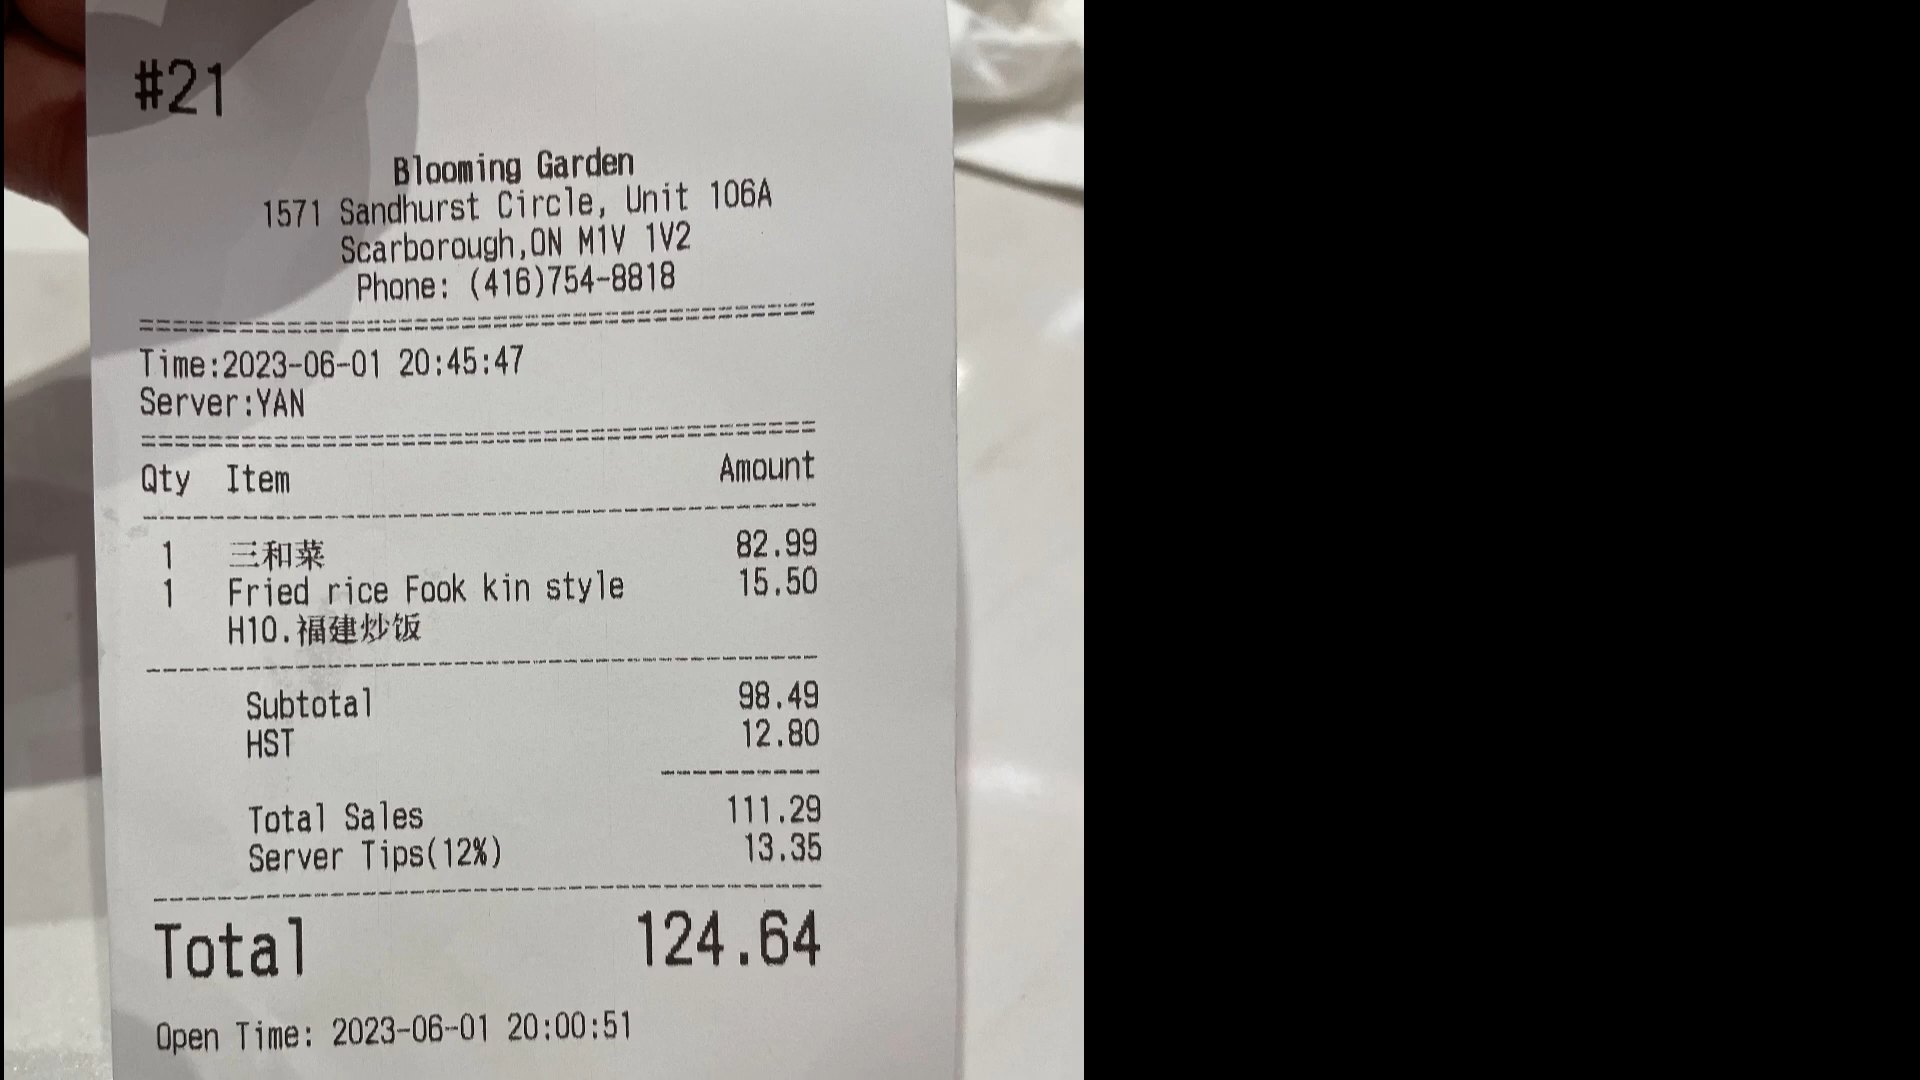 #21
Blooming Garden
1571 Sandhurst Circle, Unit 106A
Scarborough,ON M1V 1V2
Phone: (416)754-8818
Time:2023-06-01 20:45:47
Server:YAN
Qty Item Amount
1 三和菜 82.99
1 Fried rice Fook kin style 15.50
H10.福建炒饭
Subtotal 98.49
HST 12.80
Total Sales 111.29
Server Tips(12%) 13.35
Total 124.64
Open Time: 2023-06-01 20:00:51